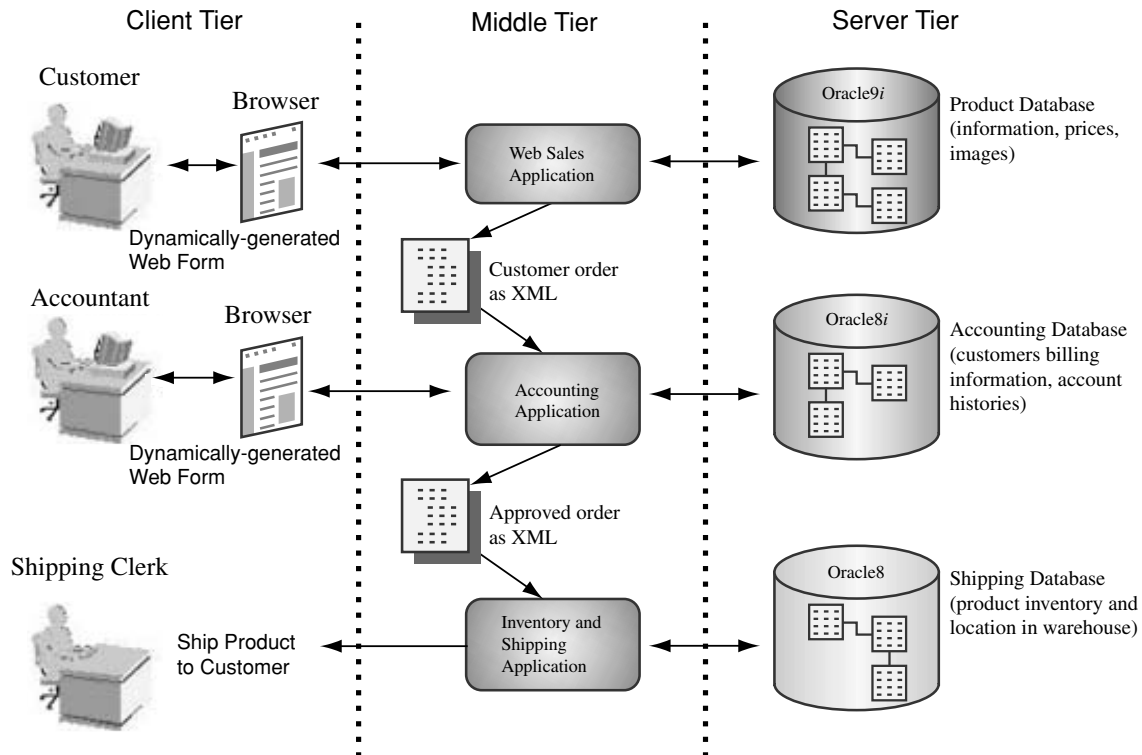 Client Tier
Middle Tier
Server Tier
Customer
Browser
Dynamically-generated
Web Form
Web Sales
Application
Oracle9i
Product Database
(information, prices,
images)
Customer order
as XML
Accountant
Browser
Dynamically-generated
Web Form
Accounting
Application
Oracle8i
Accounting Database
(customers billing
information, account
histories)
Approved order
as XML
Shipping Clerk
Ship Product
to Customer
Inventory and
Shipping
Application
Oracle8
Shipping Database
(product inventory and
location in warehouse)